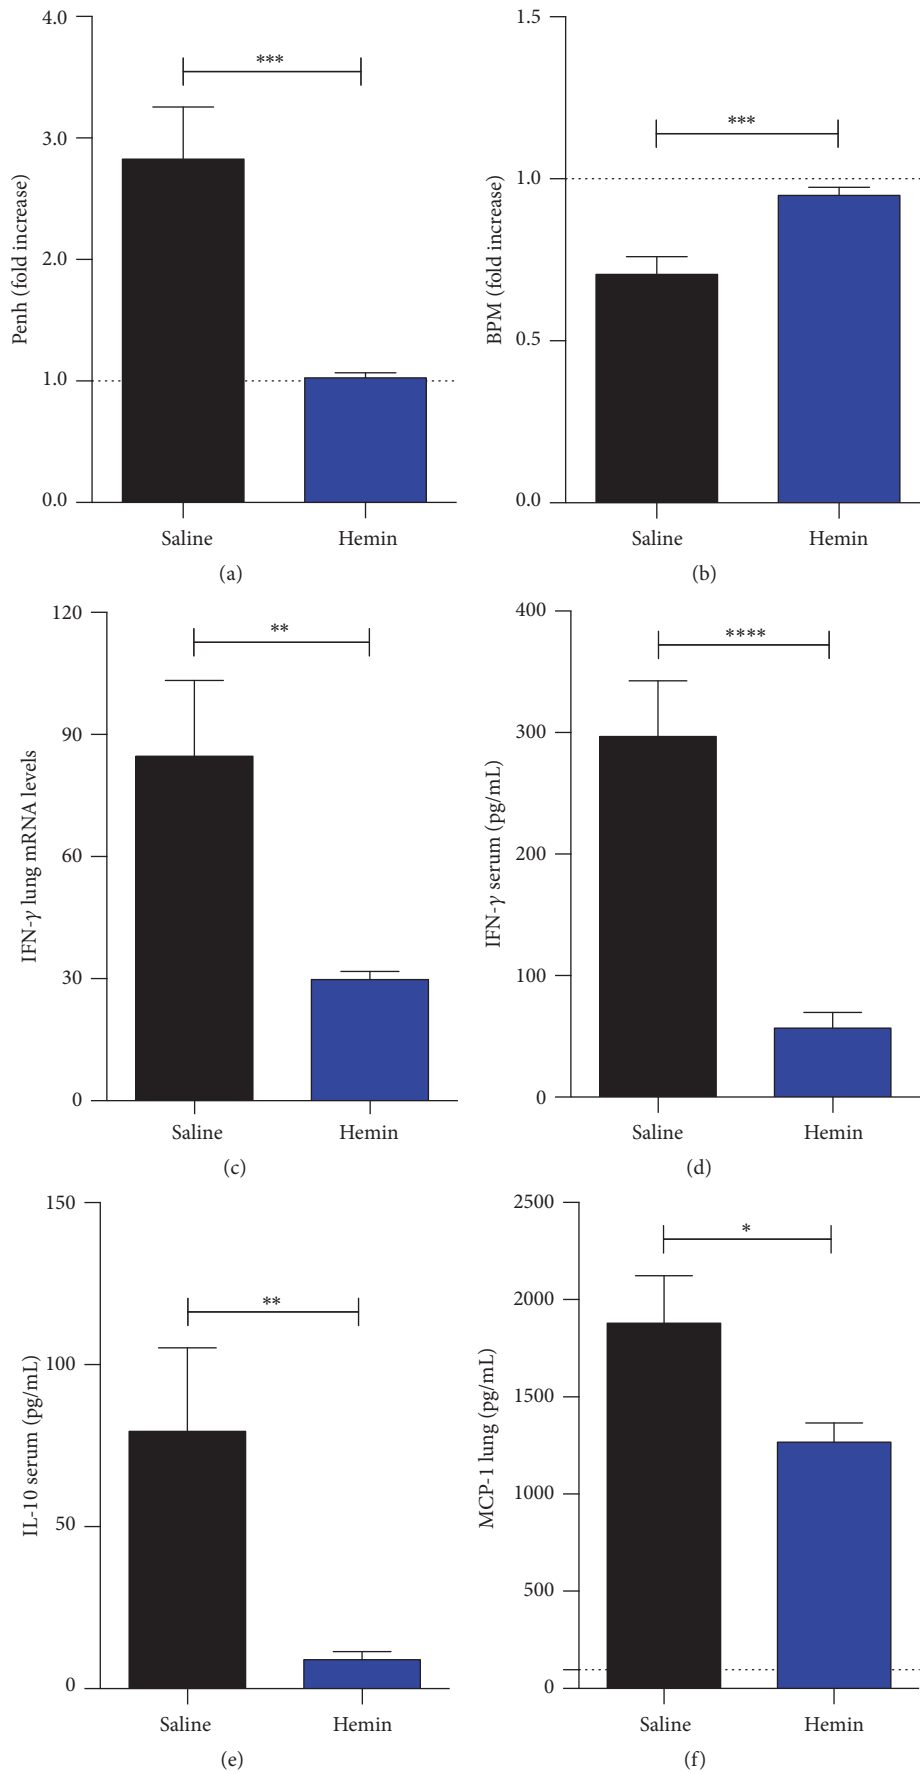 4.0
3.0
2.0
1.0
0.0
Penh (fold increase)
***
Saline Hemin
(a)
1.5
1.0
0.5
0.0
BPM (fold increase)
***
Saline Hemin
(b)
120
90
60
30
0
IFN-γ lung mRNA levels
**
Saline Hemin
(c)
400
300
200
100
0
IFN-γ serum (pg/mL)
****
Saline Hemin
(d)
150
100
50
0
IL-10 serum (pg/mL)
**
Saline Hemin
(e)
2500
2000
1500
1000
500
0
MCP-1 lung (pg/mL)
*
Saline Hemin
(f)